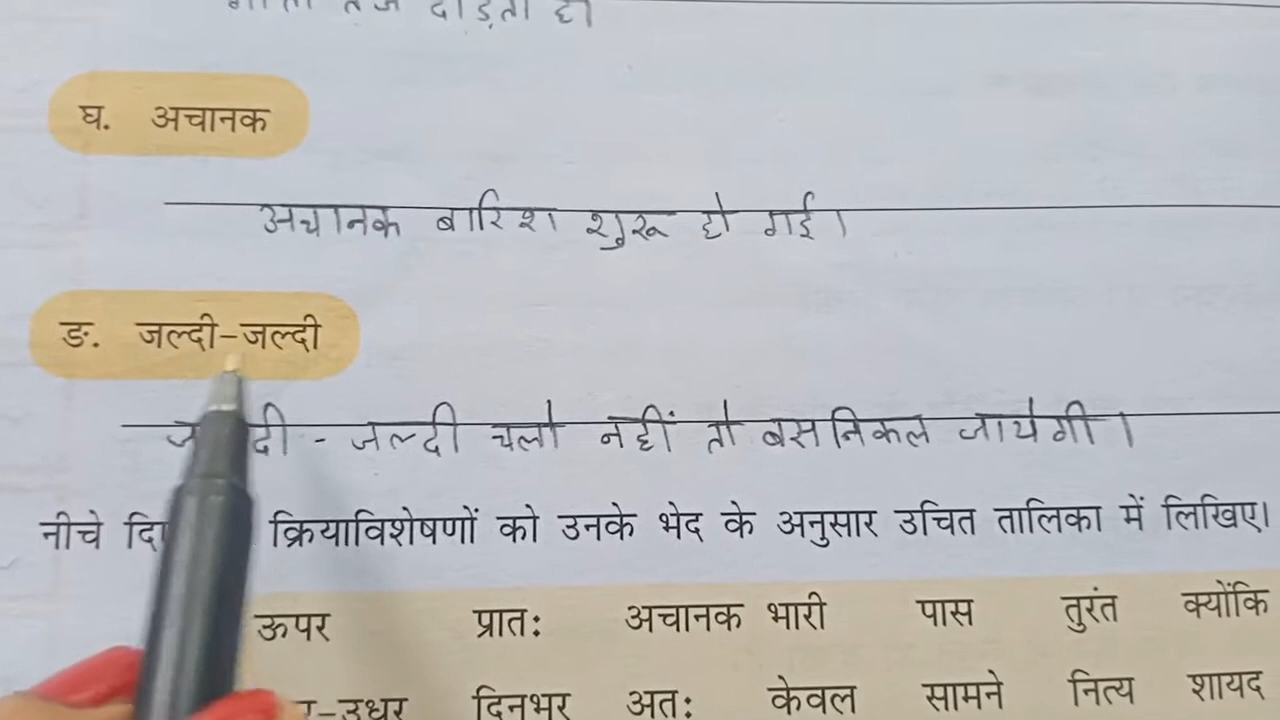 दौड़ता है।
घ. अचानक
अचानक बारिश शुरू हो गई।
ङ. जल्दी-जल्दी
जल्दी चलो नहीं तो बस निकल जायेगी।
नीचे क्रियाविशेषणों को उनके भेद के अनुसार उचित तालिका में लिखिए।
ऊपर प्रातः अचानक भारी पास तुरंत क्योंकि
दिनभर अतः केवल सामने नित्य शायद